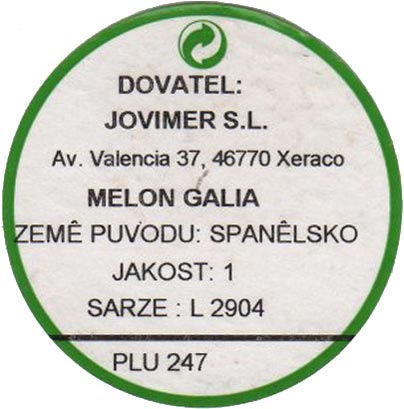 DOVATEL:
JOVIMER S.L.
Av. Valencia 37, 46770 Xeraco
MELON GALIA
ZEMÊ PUVODU: SPANÊLSKO
JAKOST: 1
SARZE : L 2904
PLU 247